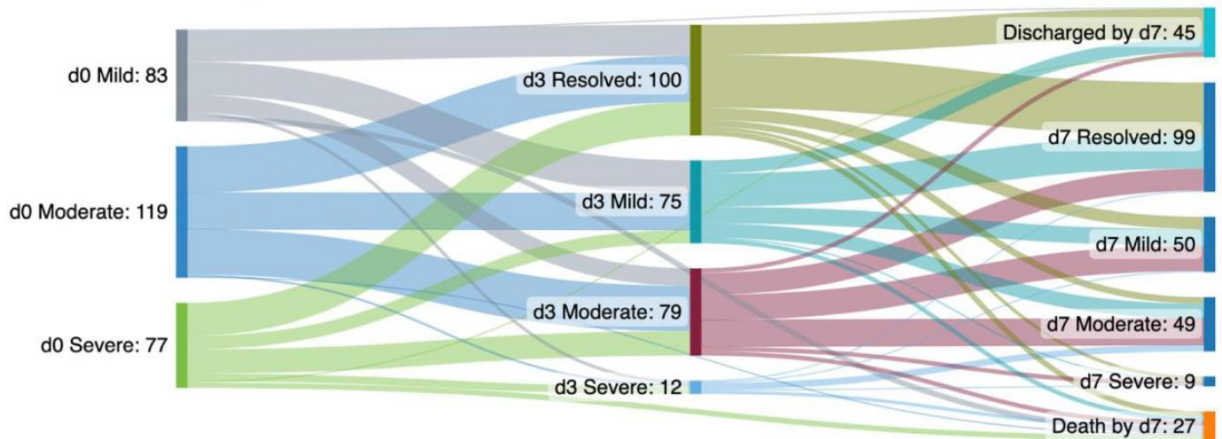 d0 Mild: 83
d0 Moderate: 119
d0 Severe: 77
d3 Resolved: 100
d3 Mild: 75
d3 Moderate: 79
d3 Severe: 12
Discharged by d7: 45
d7 Resolved: 99
d7 Mild: 50
d7 Moderate: 49
d7 Severe: 9
Death by d7: 27